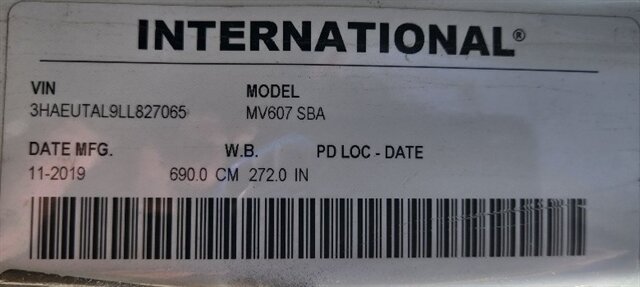 INTERNATIONAL®
VIN MODEL
3HAEUTAL9LL827065 MV607 SBA
DATE MFG. W.B. PD LOC - DATE
11-2019 690.0 CM 272.0 IN